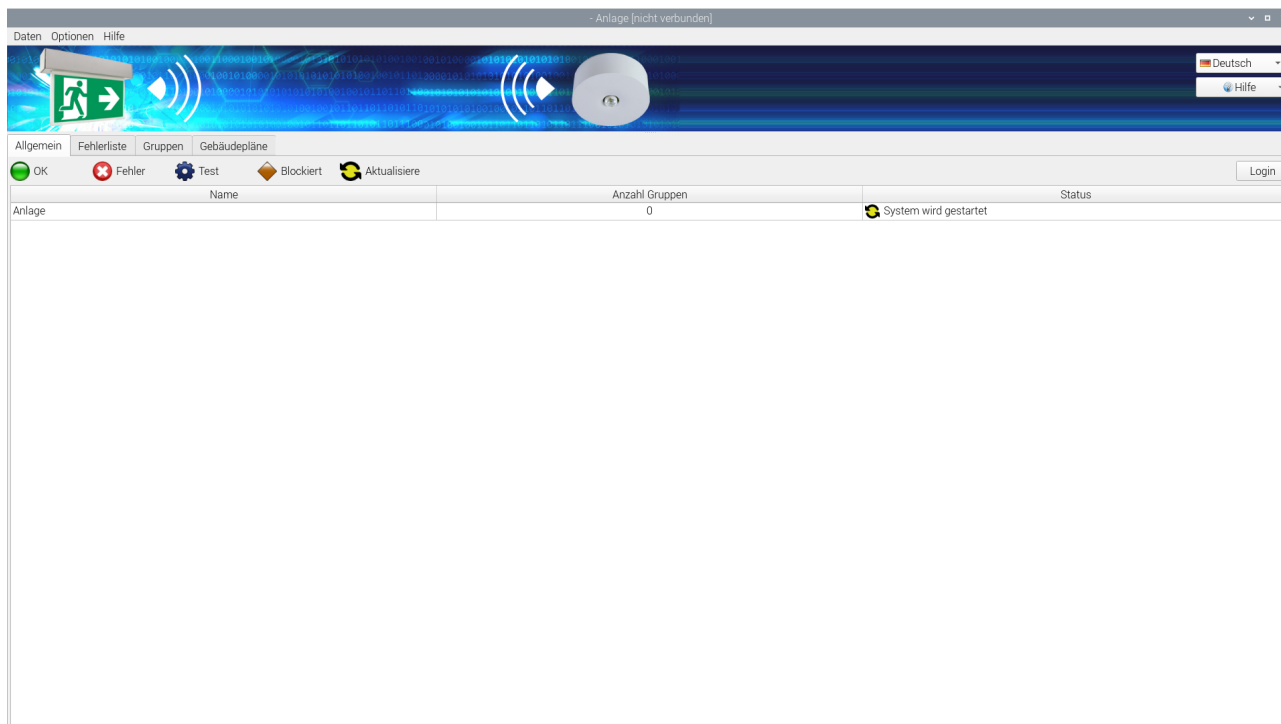 - Anlage [nicht verbunden]
Daten Optionen Hilfe
Deutsch
Hilfe
Allgemein Fehlerliste Gruppen Gebäudepläne
OK Fehler Test Blockiert Aktualisiere Login
Name Anzahl Gruppen Status
Anlage 0 System wird gestartet